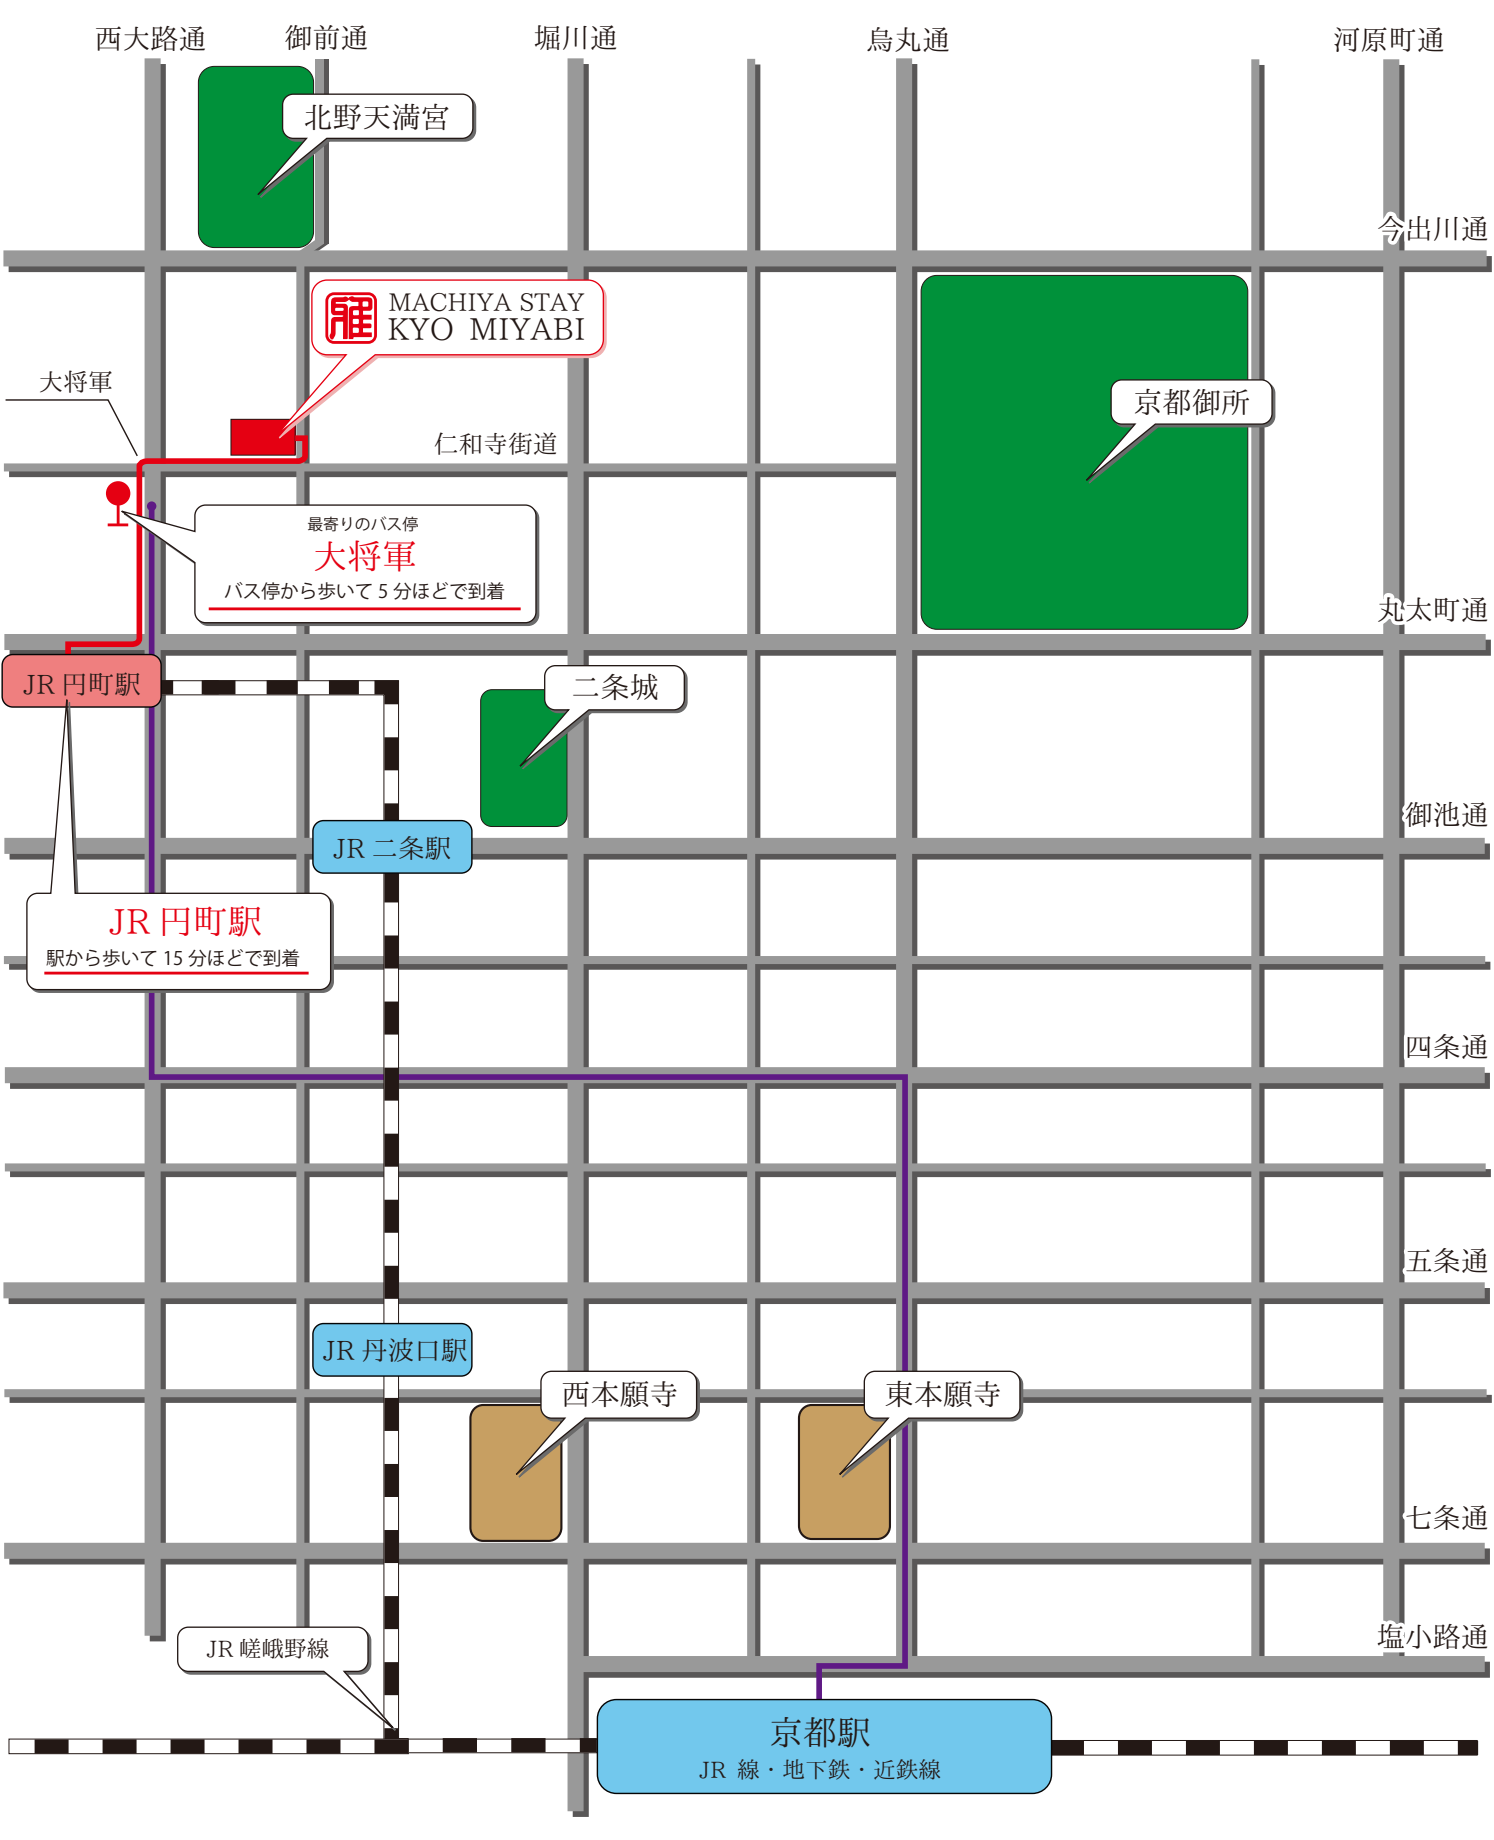 西大路通
御前通
堀川通
烏丸通
河原町通
北野天満宮
今出川通
雅
MACHIYA STAY
KYO MIYABI
大将軍
京都御所
仁和寺街道
最寄りのバス停
大将軍
バス停から歩いて 5 分ほどで到着
丸太町通
JR 円町駅
二条城
御池通
JR 二条駅
JR 円町駅
駅から歩いて 15 分ほどで到着
四条通
五条通
JR 丹波口駅
西本願寺
東本願寺
七条通
塩小路通
JR 嵯峨野線
京都駅
JR 線・地下鉄・近鉄線